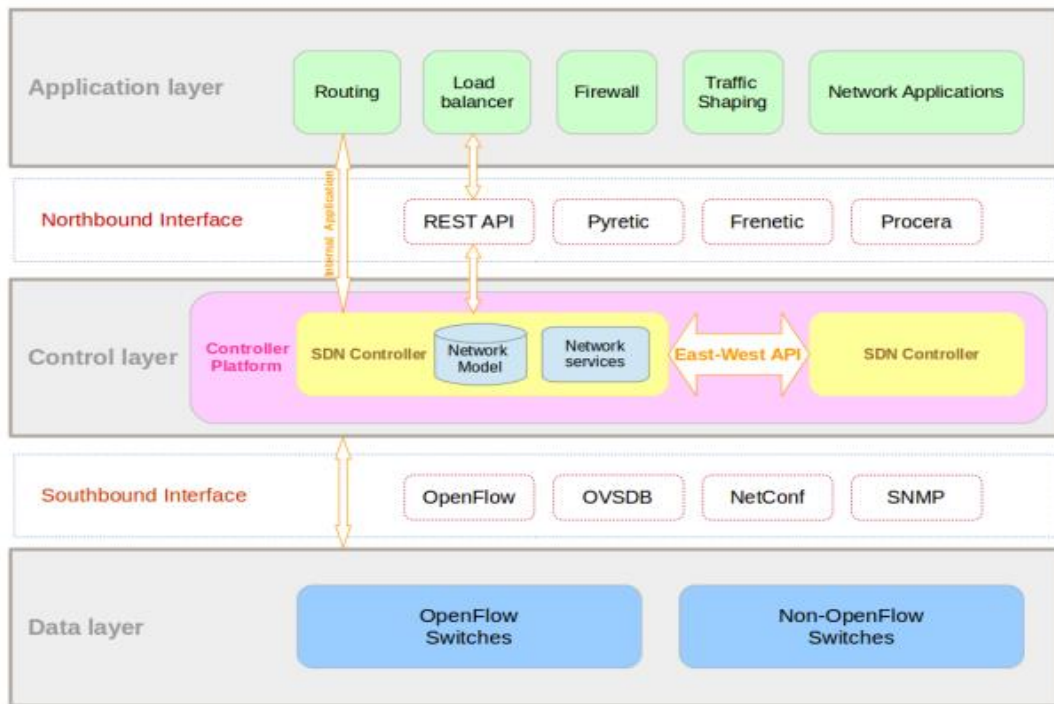 Application layer
Routing
Load
balancer
Firewall
Traffic
Shaping
Network Applications
Internal Application
Northbound Interface
REST API
Pyretic
Frenetic
Procera
Control layer
Controller
Platform
SDN Controller
Network
Model
Network
services
East-West API
SDN Controller
Southbound Interface
OpenFlow
OVSDB
NetConf
SNMP
Data layer
OpenFlow
Switches
Non-OpenFlow
Switches